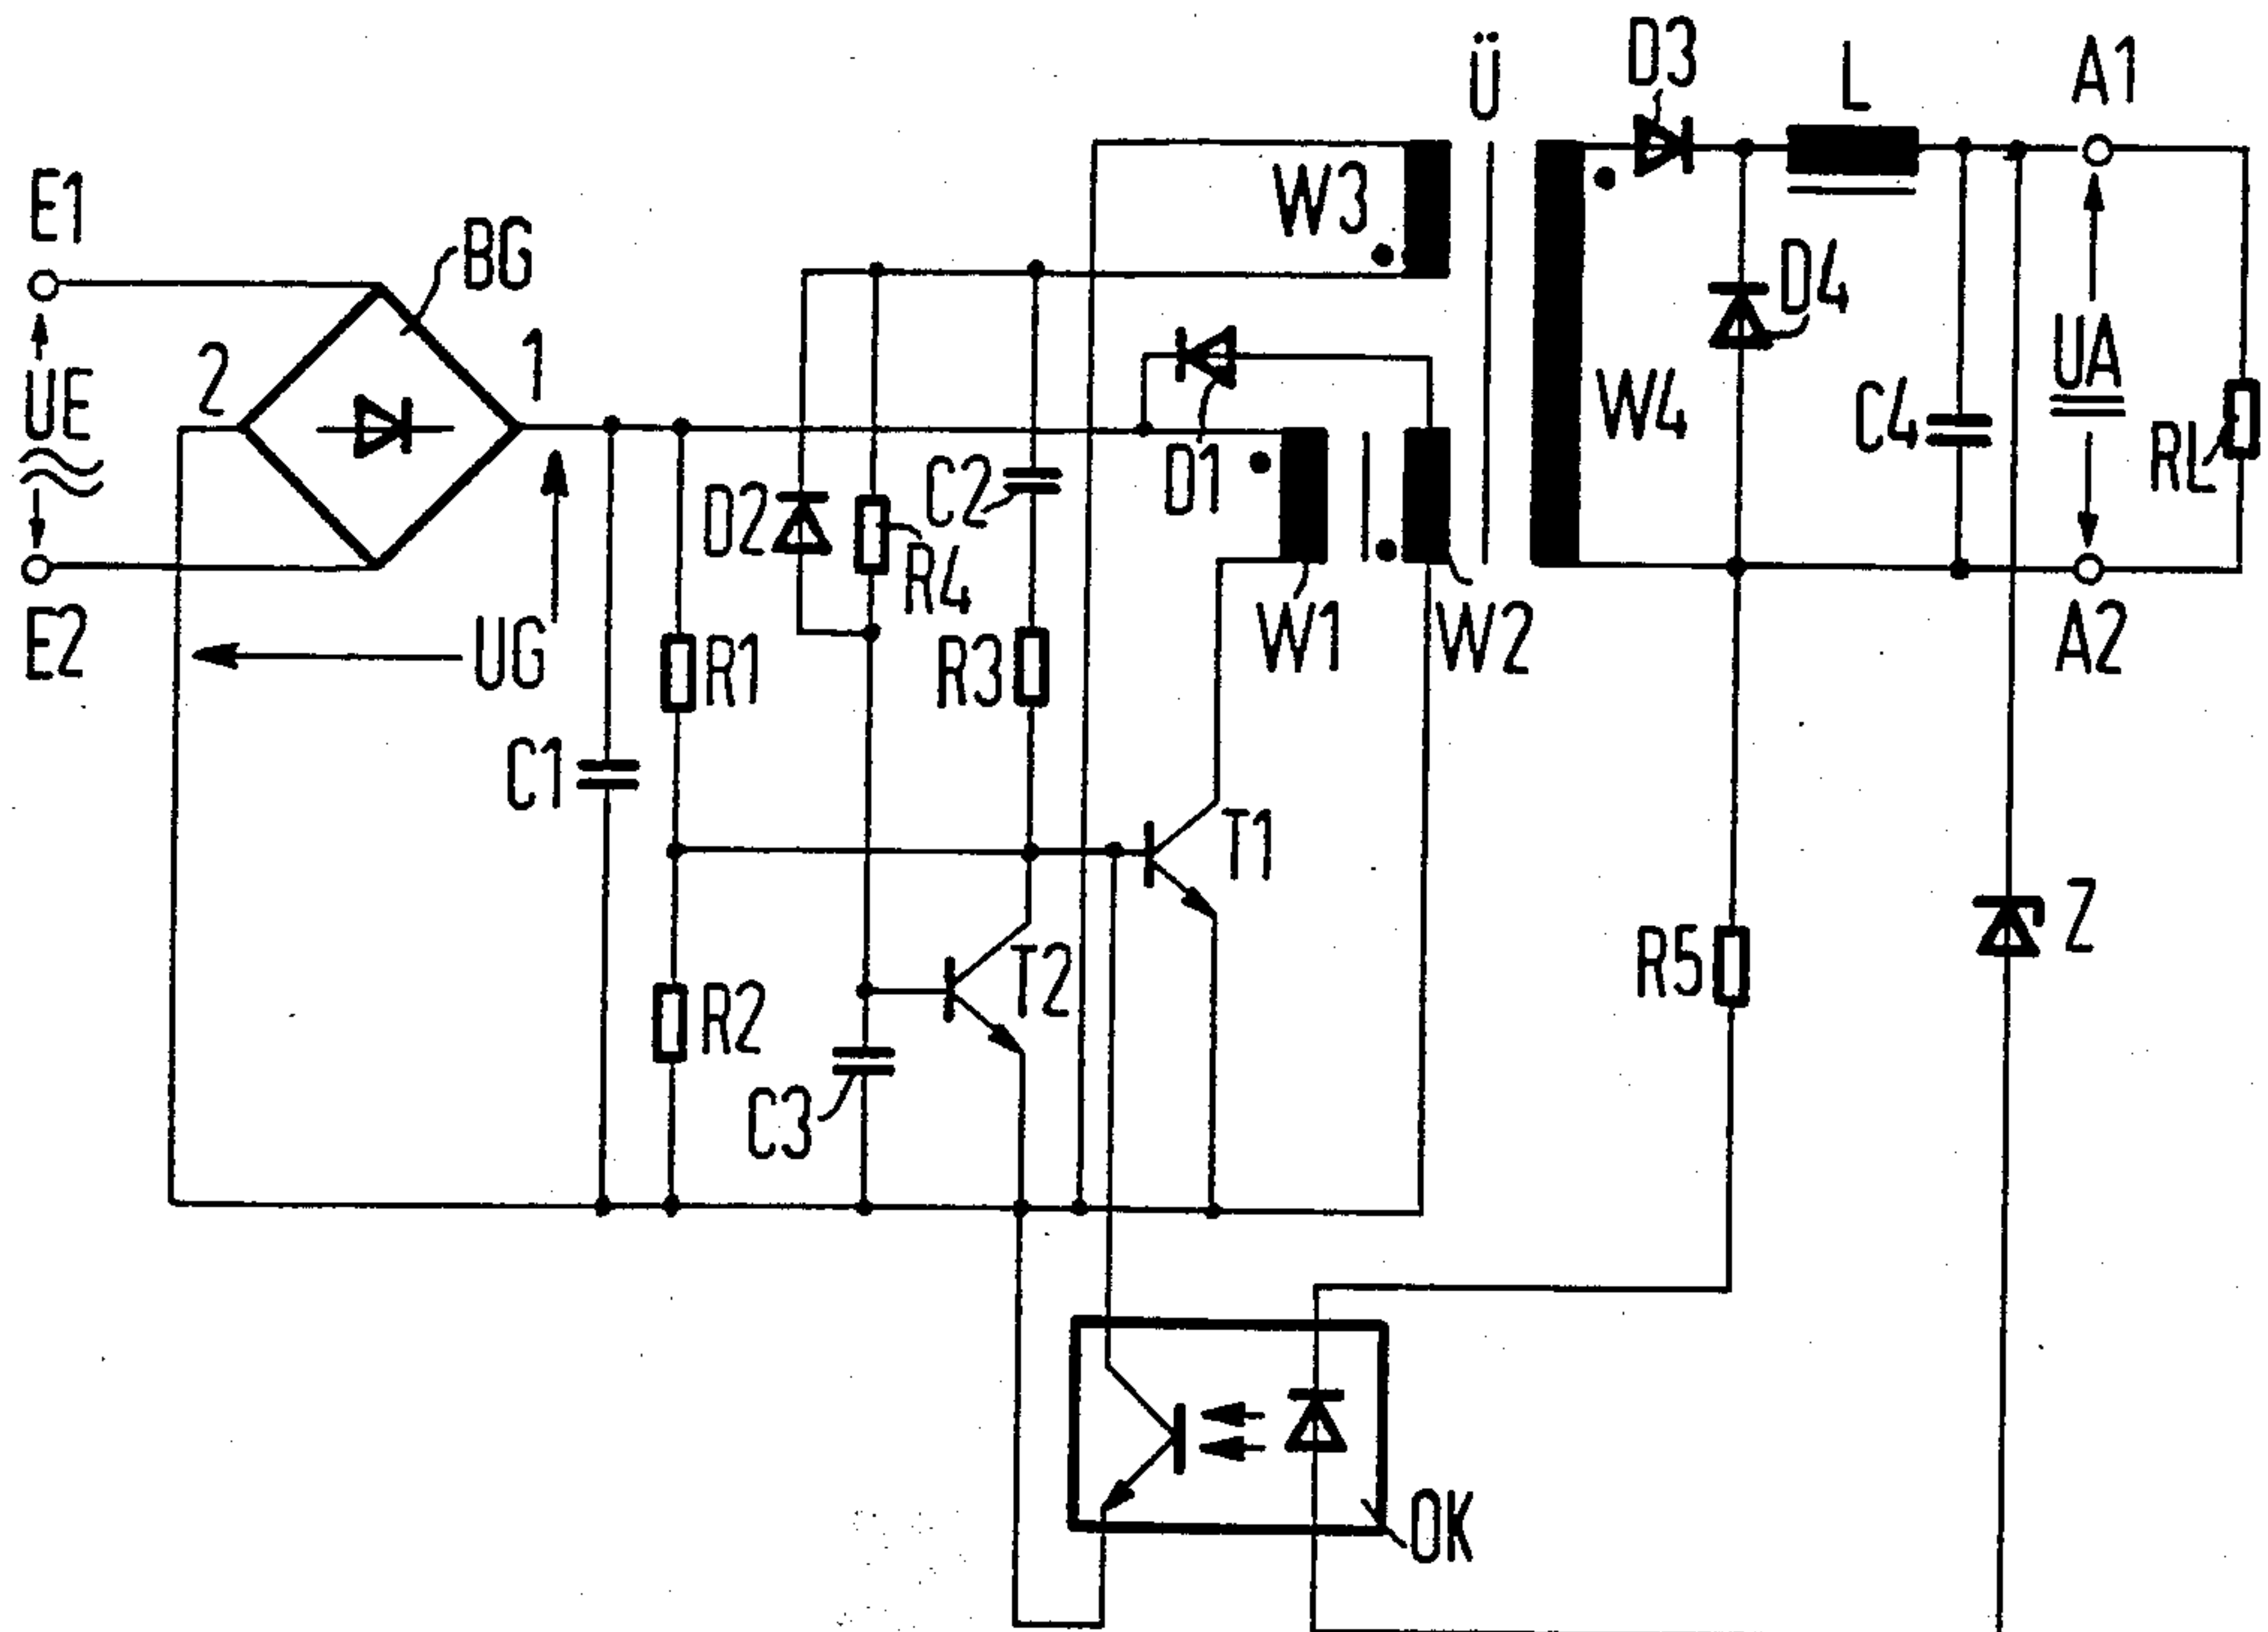 Ü
D3
L
A1
E1
BG
W3
D4
2
1
UE
W4
C4
UA
RL
D2
C2
D1
R4
E2
UG
R1
R3
W1
W2
A2
C1
T1
R2
T2
R5
Z
C3
OK